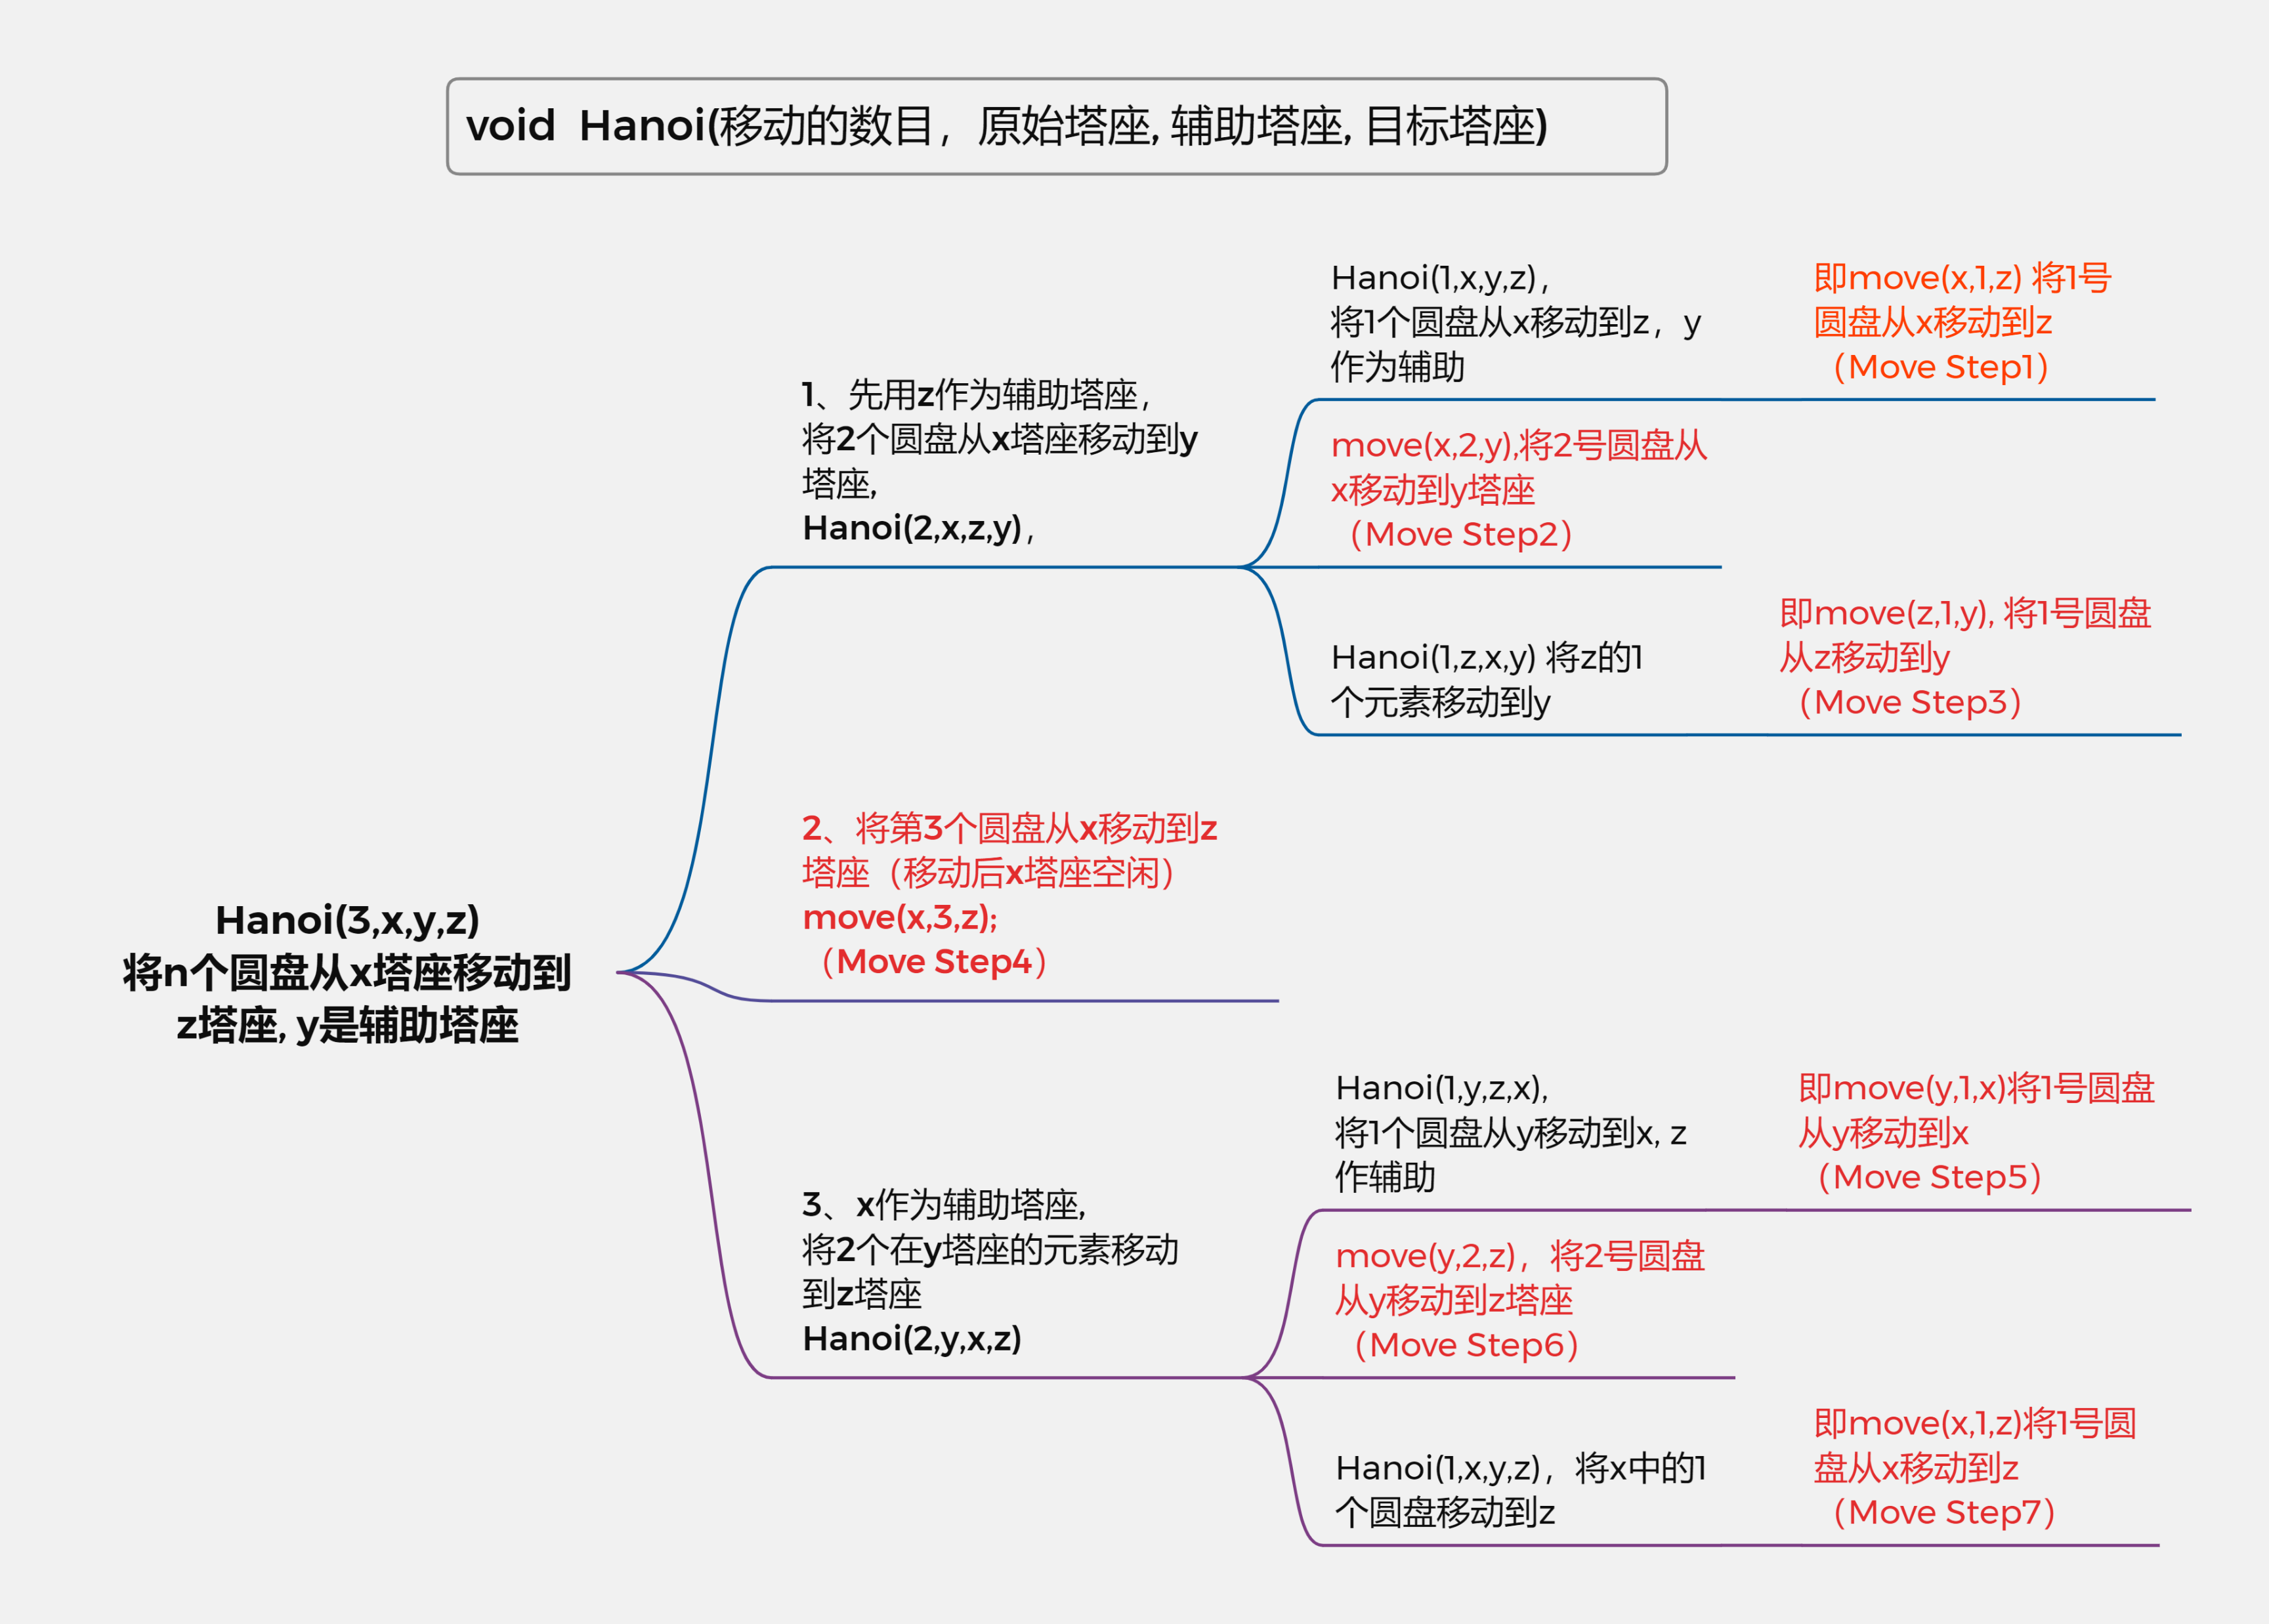 void  Hanoi(移动的数目，原始塔座, 辅助塔座, 目标塔座)
Hanoi(3,x,y,z)
将n个圆盘从x塔座移动到
z塔座, y是辅助塔座
1、先用z作为辅助塔座，
将2个圆盘从x塔座移动到y
塔座,
Hanoi(2,x,z,y)，
Hanoi(1,x,y,z)，
将1个圆盘从x移动到z，y
作为辅助
即move(x,1,z) 将1号
圆盘从x移动到z
（Move Step1）
move(x,2,y),将2号圆盘从
x移动到y塔座
（Move Step2）
Hanoi(1,z,x,y) 将z的1
个元素移动到y
即move(z,1,y), 将1号圆盘
从z移动到y
（Move Step3）
2、将第3个圆盘从x移动到z
塔座（移动后x塔座空闲）
move(x,3,z);
（Move Step4）
3、x作为辅助塔座,
将2个在y塔座的元素移动
到z塔座
Hanoi(2,y,x,z)
Hanoi(1,y,z,x),
将1个圆盘从y移动到x, z
作辅助
即move(y,1,x)将1号圆盘
从y移动到x
（Move Step5）
move(y,2,z)，将2号圆盘
从y移动到z塔座
（Move Step6）
Hanoi(1,x,y,z)，将x中的1
个圆盘移动到z
即move(x,1,z)将1号圆
盘从x移动到z
（Move Step7）